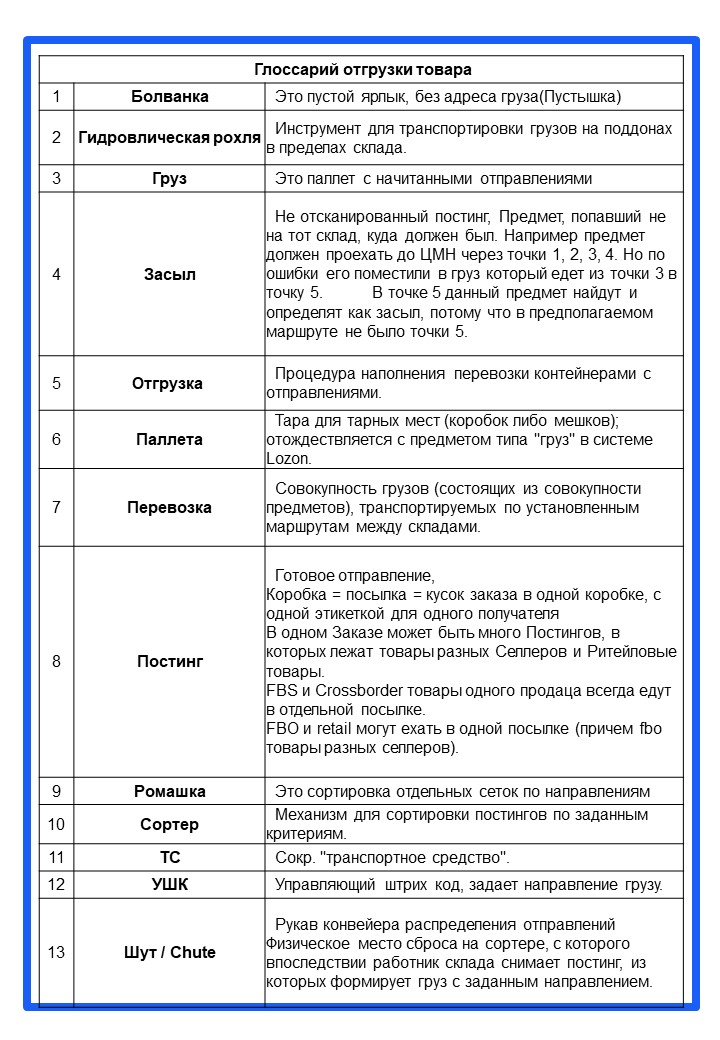 Глоссарий отгрузки товара
1 Болванка Это пустой ярлык, без адреса груза(Пустышка)
2 Гидровлическая рохля Инструмент для транспортировки грузов на поддонах
в пределах склада.
3 Груз Это паллет с начитанными отправлениями
4 Засыл Не отсканированный постинг, Предмет, попавший не
на тот склад, куда должен был. Например предмет
должен проехать до ЦМН через точки 1, 2, 3, 4. Но по
ошибки его поместили в груз который едет из точки 3 в
точку 5. В точке 5 данный предмет найдут и
определят как засыл, потому что в предполагаемом
маршруте не было точки 5.
5 Отгрузка Процедура наполнения перевозки контейнерами с
отправлениями.
6 Паллета Тара для тарных мест (коробок либо мешков);
отождествляется с предметом типа "груз" в системе
Lozon.
7 Перевозка Совокупность грузов (состоящих из совокупности
предметов), транспортируемых по установленным
маршрутам между складами.
8 Постинг Готовое отправление,
Коробка = посылка = кусок заказа в одной коробке, с
одной этикеткой для одного получателя
В одном Заказе может быть много Постингов, в
которых лежат товары разных Селлеров и Ритейловые
товары.
FBS и Crossborder товары одного продаца всегда едут
в отдельной посылке.
FBO и retail могут ехать в одной посылке (причем fbo
товары разных селлеров).
9 Ромашка Это сортировка отдельных сеток по направлениям
10 Сортер Механизм для сортировки постингов по заданным
критериям.
11 ТС Сокр. "транспортное средство".
12 УШК Управляющий штрих код, задает направление грузу.
13 Шут / Chute Рукав конвейера распределения отправлений
Физическое место сброса на сортере, с которого
впоследствии работник склада снимает постинг, из
которых формирует груз с заданным направлением.